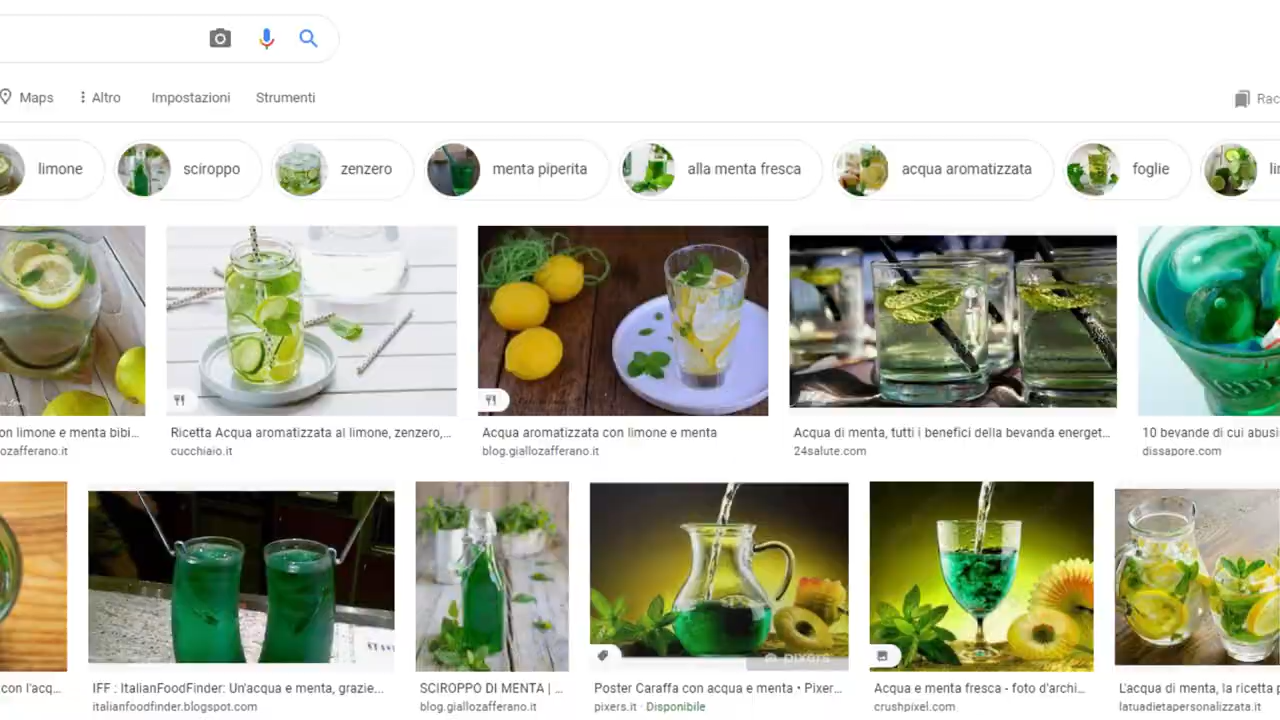 Maps
Altro
Impostazioni
Strumenti
Rac
limone
sciroppo
zenzero
menta piperita
alla menta fresca
acqua aromatizzata
foglie
on limone e menta bibi...
ozafferano.it
Ricetta Acqua aromatizzata al limone, zenzero,...
cucchiaio.it
Acqua aromatizzata con limone e menta
blog.giallozafferano.it
Acqua di menta, tutti i benefici della bevanda energet...
24salute.com
10 bevande di cui abusi
dissapore.com
pixers
con l'acq...
IFF : ItalianFoodFinder: Un'acqua e menta, grazie...
italianfoodfinder.blogspot.com
SCIROPPO DI MENTA | ...
blog.giallozafferano.it
Poster Caraffa con acqua e menta • Pixer...
pixers.it · Disponibile
Acqua e menta fresca - foto d'archi...
crushpixel.com
L'acqua di menta, la ricetta p
latuadietapersonalizzata.it